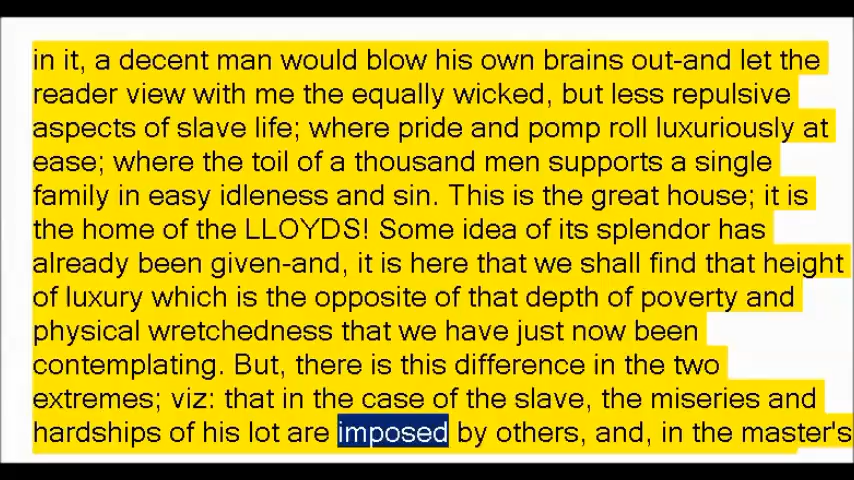 in it, a decent man would blow his own brains out-and let the
reader view with me the equally wicked, but less repulsive
aspects of slave life; where pride and pomp roll luxuriously at
ease; where the toil of a thousand men supports a single
family in easy idleness and sin. This is the great house; it is
the home of the LLOYDS! Some idea of its splendor has
already been given-and, it is here that we shall find that height
of luxury which is the opposite of that depth of poverty and
physical wretchedness that we have just now been
contemplating. But, there is this difference in the two
extremes; viz: that in the case of the slave, the miseries and
hardships of his lot are imposed by others, and, in the master's